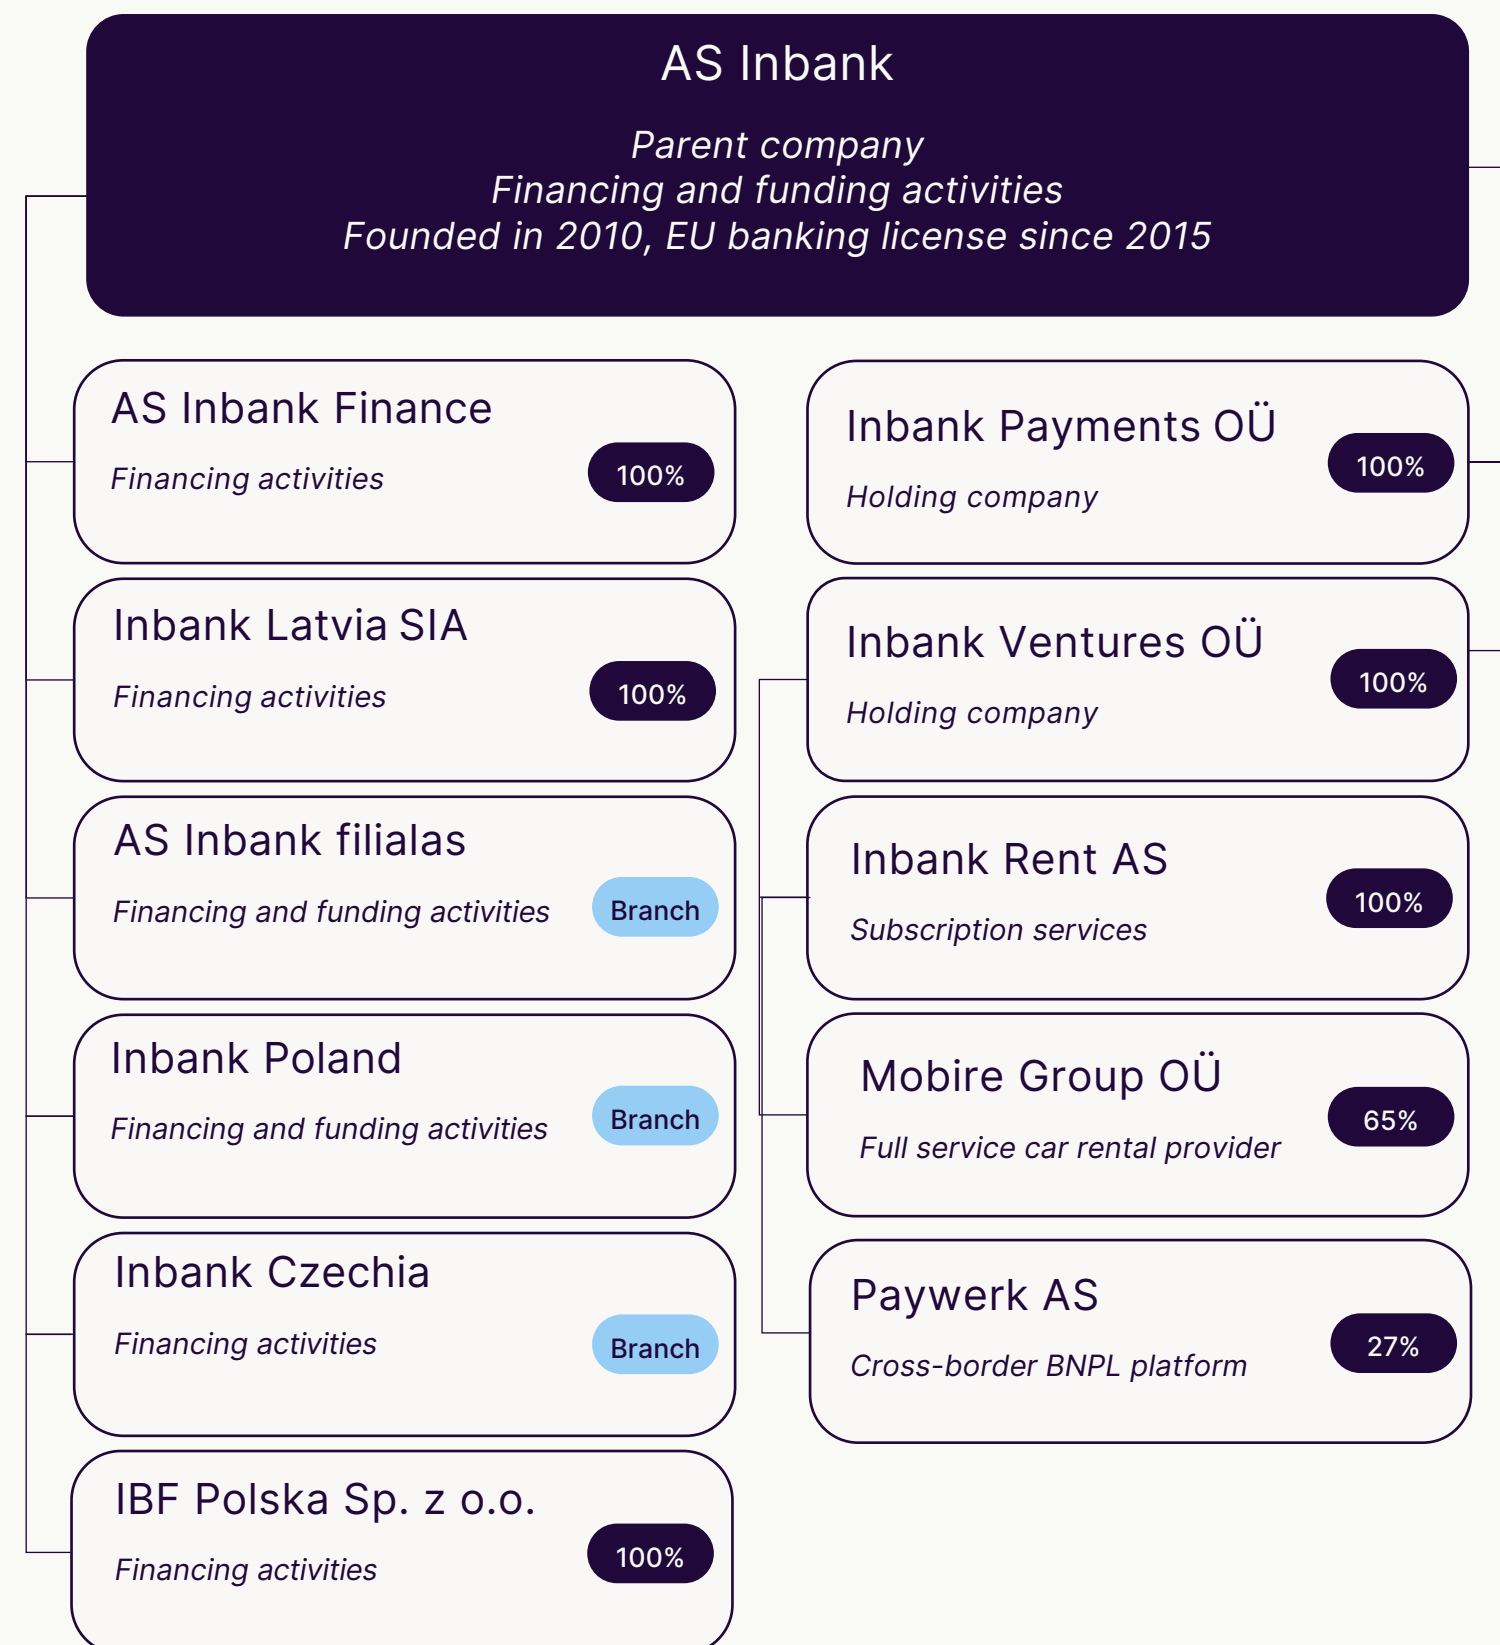 AS Inbank
Parent company
Financing and funding activities
Founded in 2010, EU banking license since 2015
AS Inbank Finance
Financing activities
100%
Inbank Latvia SIA
Financing activities
100%
AS Inbank filialas
Financing and funding activities
Branch
Inbank Poland
Financing and funding activities
Branch
Inbank Czechia
Financing activities
Branch
IBF Polska Sp. z o.o.
Financing activities
100%
Inbank Payments OÜ
Holding company
100%
Inbank Ventures OÜ
Holding company
100%
Inbank Rent AS
Subscription services
100%
Mobire Group OÜ
Full service car rental provider
65%
Paywerk AS
Cross-border BNPL platform
27%